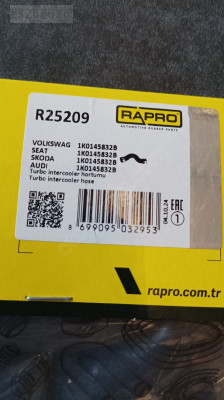 R25209
RAPRO
AUTOMOTIVE RUBBER PARTS
VOLKSWAG 1K0145832B
SEAT 1K0145832B
SKODA 1K0145832B
AUDI 1K0145832B
Turbo intercooler hortumu
Turbo intercooler hose
04.10.24
EAC
1
8 699095 032953
rapro.com.tr